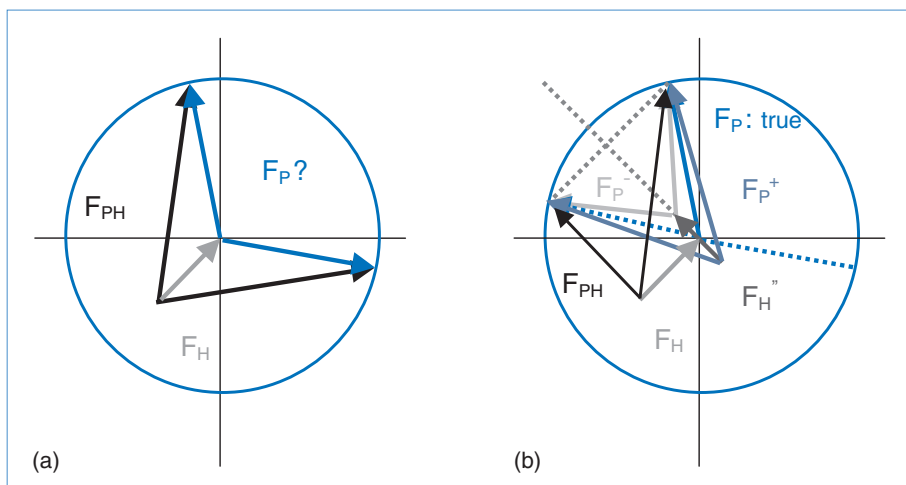 F_P?
F_PH
F_H
(a)
F_P: true
F_P^-
F_P^+
F_PH
F_H"
F_H
(b)